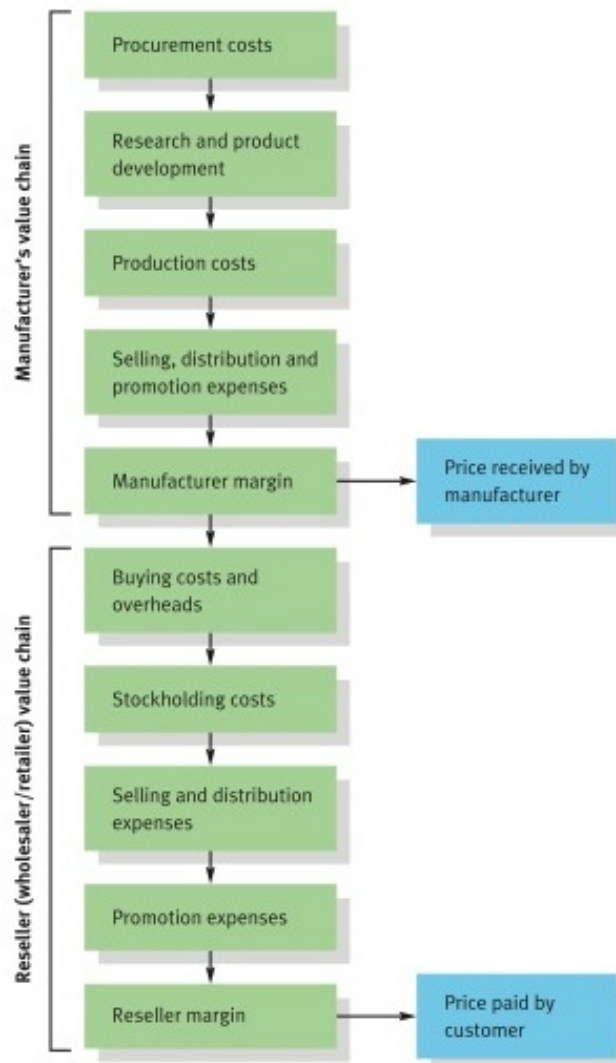 Manufacturer's value chain
Procurement costs
Research and product
development
Production costs
Selling, distribution and
promotion expenses
Manufacturer margin
Price received by
manufacturer
Reseller (wholesaler/retailer) value chain
Buying costs and
overheads
Stockholding costs
Selling and distribution
expenses
Promotion expenses
Reseller margin
Price paid by
customer